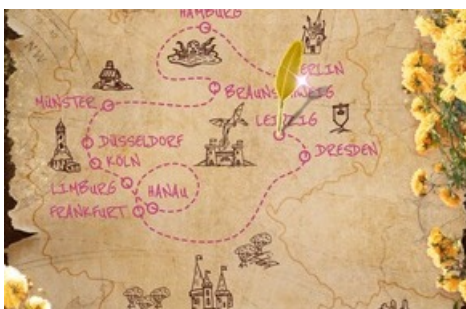 HAMBURG
BERLIN
BRAUNSCHWEIG
MÜNSTER
LEIPZIG
DÜSSELDORF
DRESDEN
KÖLN
LIMBURG
HANAU
FRANKFURT